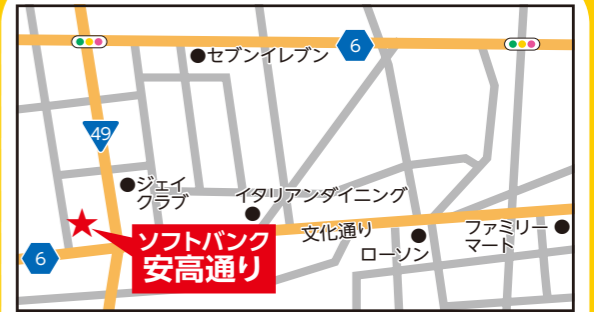 6
セブンイレブン
49
ジェイ
クラブ
イタリアンダイニング
ソフトバンク
安高通り
文化通り
ローソン
ファミリー
マート
6